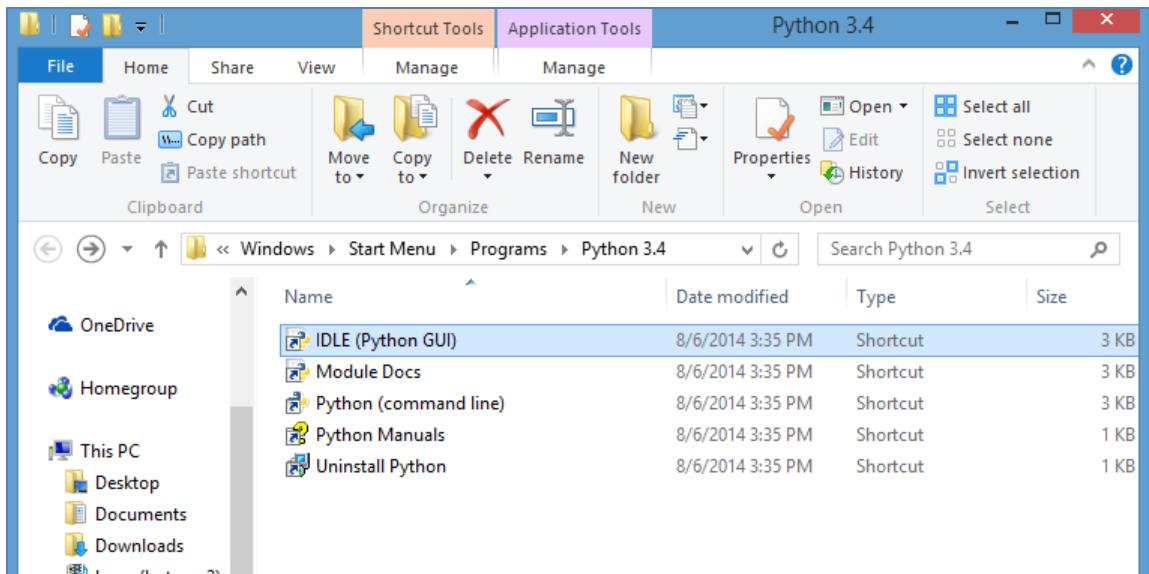 Shortcut Tools Application Tools Python 3.4
File Home Share View Manage Manage
Copy
Paste
Cut
Copy path
Paste shortcut
Clipboard
Move to
Copy to
Delete
Rename
Organize
New folder
New
Properties
Open
Edit
History
Open
Select all
Select none
Invert selection
Select
« Windows Start Menu Programs Python 3.4
Search Python 3.4
OneDrive
Homegroup
This PC
Desktop
Documents
Downloads
Name Date modified Type Size
IDLE (Python GUI) 8/6/2014 3:35 PM Shortcut 3 KB
Module Docs 8/6/2014 3:35 PM Shortcut 3 KB
Python (command line) 8/6/2014 3:35 PM Shortcut 3 KB
Python Manuals 8/6/2014 3:35 PM Shortcut 1 KB
Uninstall Python 8/6/2014 3:35 PM Shortcut 1 KB